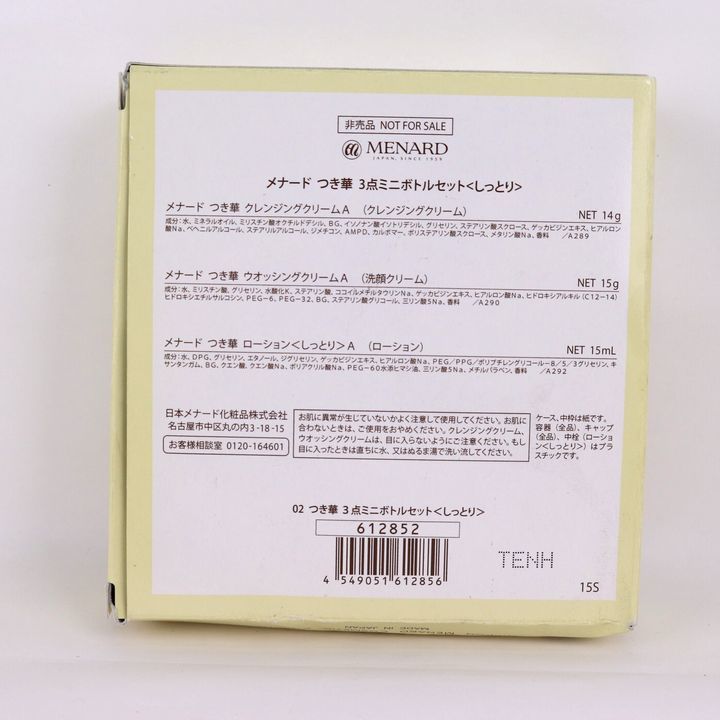 非売品 NOT FOR SALE
MENARD
JAPAN, SINCE 1959
メナード つき華 3点ミニボトルセット<しっとり>
メナード つき華 クレンジングクリームA （クレンジングクリーム） NET 14g
成分：水、ミネラルオイル、ミリスチン酸オクチルドデシル、BG、イソノナン酸イソトリデシル、グリセリン、ステアリン酸スクロース、ゲッカビジンエキス、ヒアルロン
酸Na、ベヘニルアルコール、ステアリルアルコール、ジメチコン、AMPD、カルボマー、ポリステアリン酸スクロース、メタリン酸Na、香料 ／A289
メナード つき華 ウオッシングクリームA （洗顔クリーム） NET 15g
成分：水、ミリスチン酸、グリセリン、水酸化K、ステアリン酸、ココイルメチルタウリンNa、ゲッカビジンエキス、ヒアルロン酸Na、ヒドロキシアルキル（C12-14）
ヒドロキシエチルサルコシン、PEG-6、PEG-32、BG、ステアリン酸グリコール、三リン酸5Na、香料 ／A290
メナード つき華 ローション<しっとり>A （ローション） NET 15mL
成分：水、DPG、グリセリン、エタノール、ジグリセリン、ゲッカビジンエキス、ヒアルロン酸Na、PEG/PPG/ポリブチレングリコール-8/5/3グリセリン、キ
サンタンガム、BG、クエン酸、クエン酸Na、ポリアクリル酸Na、PEG-60水添ヒマシ油、三リン酸5Na、メチルパラベン、香料 ／A292
日本メナード化粧品株式会社
名古屋市中区丸の内3-18-15
お客様相談室 0120-164601
お肌に異常が生じていないかよく注意して使用してください。お肌に
合わないときは、ご使用をおやめください。クレンジングクリーム、
ウオッシングクリームは、目に入らないようにご注意ください。もし
目に入ったときは直ちに水、又はぬるま湯で洗い流してください。
ケース、中枠は紙です。
容器（全品）、キャップ
（全品）、中栓（ローショ
ン<しっとり>）はプラ
スチックです。
02 つき華 3点ミニボトルセット<しっとり>
612852
4 549051 612856
TENH
15S
MENARD
MADE IN JAPAN